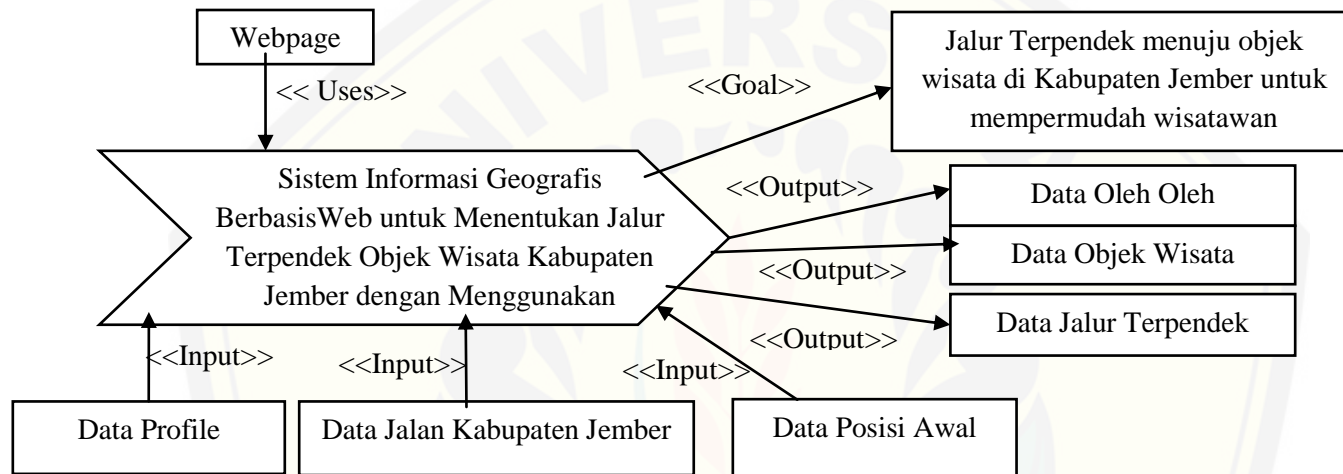 Webpage
<< Uses>>
<<Goal>>
Jalur Terpendek menuju objek
wisata di Kabupaten Jember untuk
mempermudah wisatawan
Sistem Informasi Geografis
BerbasisWeb untuk Menentukan Jalur
Terpendek Objek Wisata Kabupaten
Jember dengan Menggunakan
<<Output>>
Data Oleh Oleh
<<Output>>
Data Objek Wisata
<<Output>>
Data Jalur Terpendek
<<Input>>
<<Input>>
<<Input>>
Data Profile
Data Jalan Kabupaten Jember
Data Posisi Awal
UNIVERS